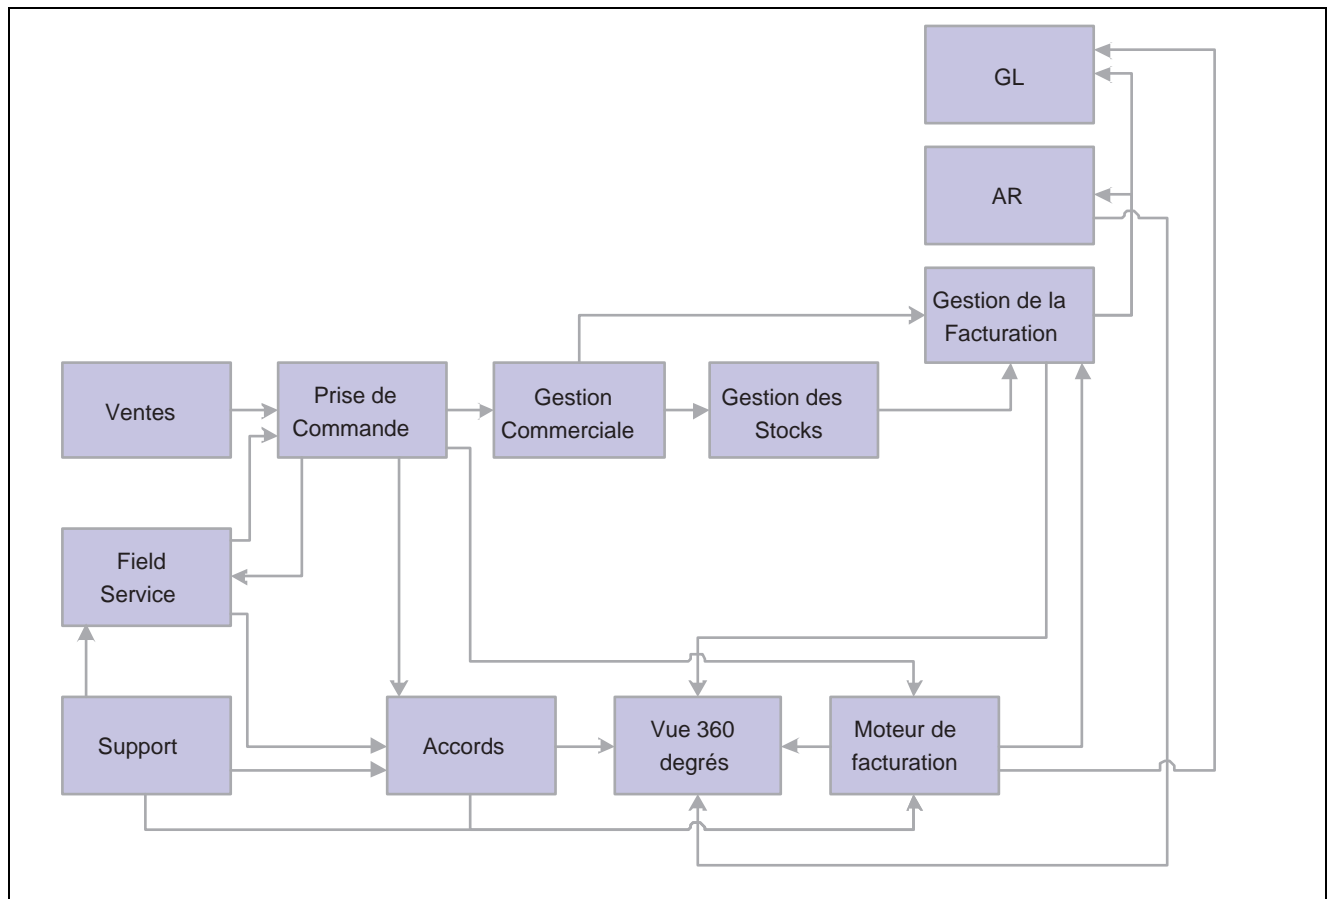 GL
AR
Gestion de la
Facturation
Ventes
Prise de
Commande
Gestion
Commerciale
Gestion des
Stocks
Field
Service
Support
Accords
Vue 360
degrés
Moteur de
facturation